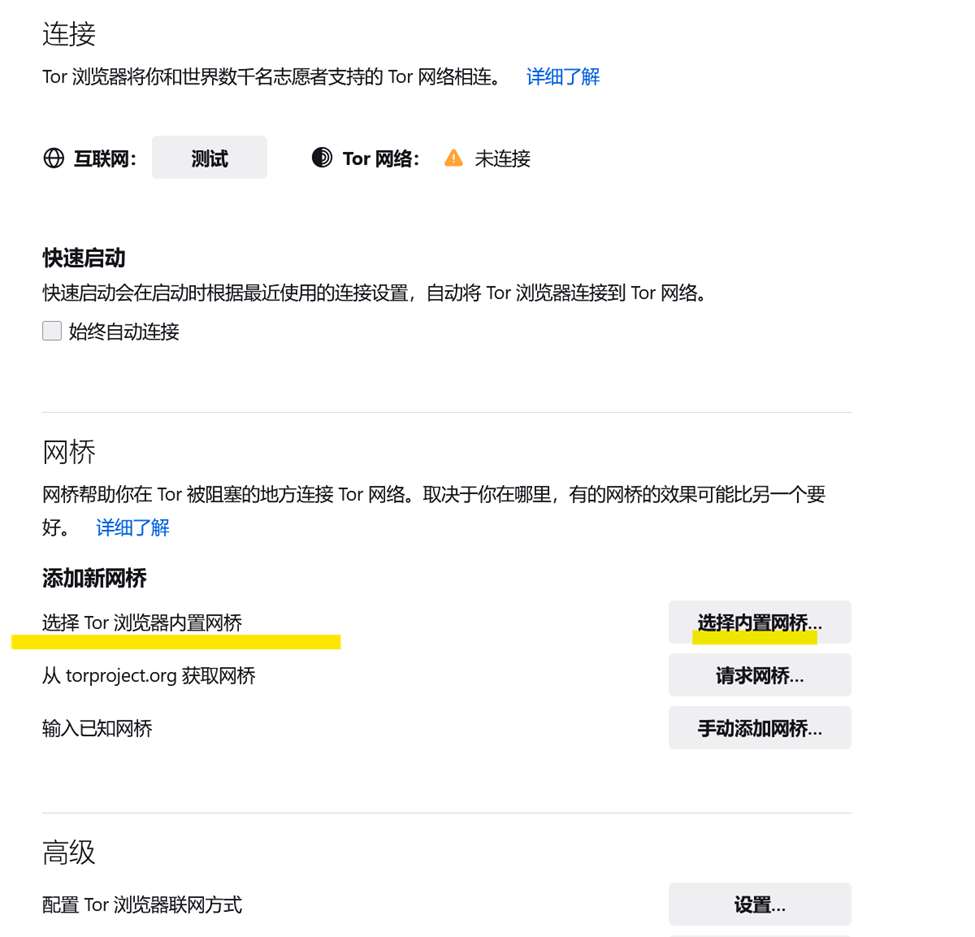 连接
Tor 浏览器将你和世界数千名志愿者支持的 Tor 网络相连。 详细了解
互联网： 测试 Tor 网络： 未连接
快速启动
快速启动会在启动时根据最近使用的连接设置，自动将 Tor 浏览器连接到 Tor 网络。
始终自动连接
网桥
网桥帮助你在 Tor 被阻塞的地方连接 Tor 网络。取决于你在哪里，有的网桥的效果可能比另一个要
好。 详细了解
添加新网桥
选择 Tor 浏览器内置网桥 选择内置网桥...
从 torproject.org 获取网桥 请求网桥...
输入已知网桥 手动添加网桥...
高级
配置 Tor 浏览器联网方式 设置...